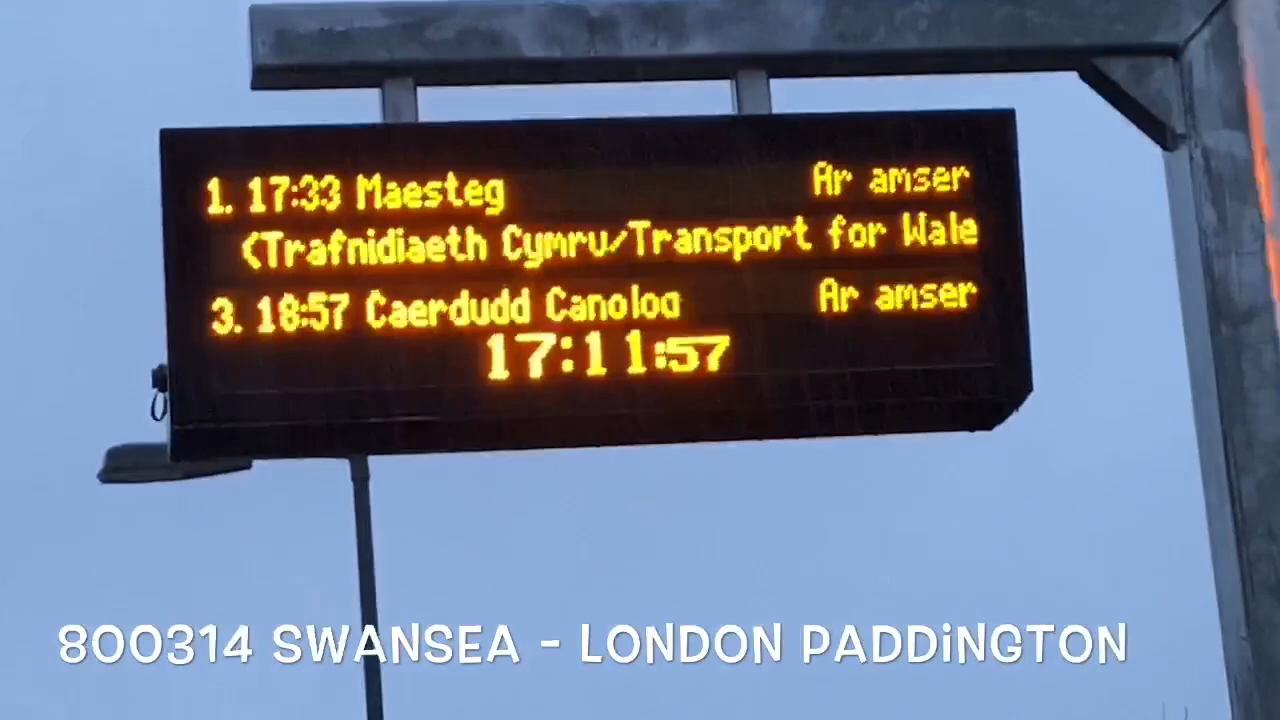 1. 17:33 Maesteg Ar amser
(Trafnidiaeth Cymru/Transport for Wale
3. 18:57 Caerdudd Canolog Ar amser
17:11:57
800314 SWANSEA - LONDON PADDiNGTON